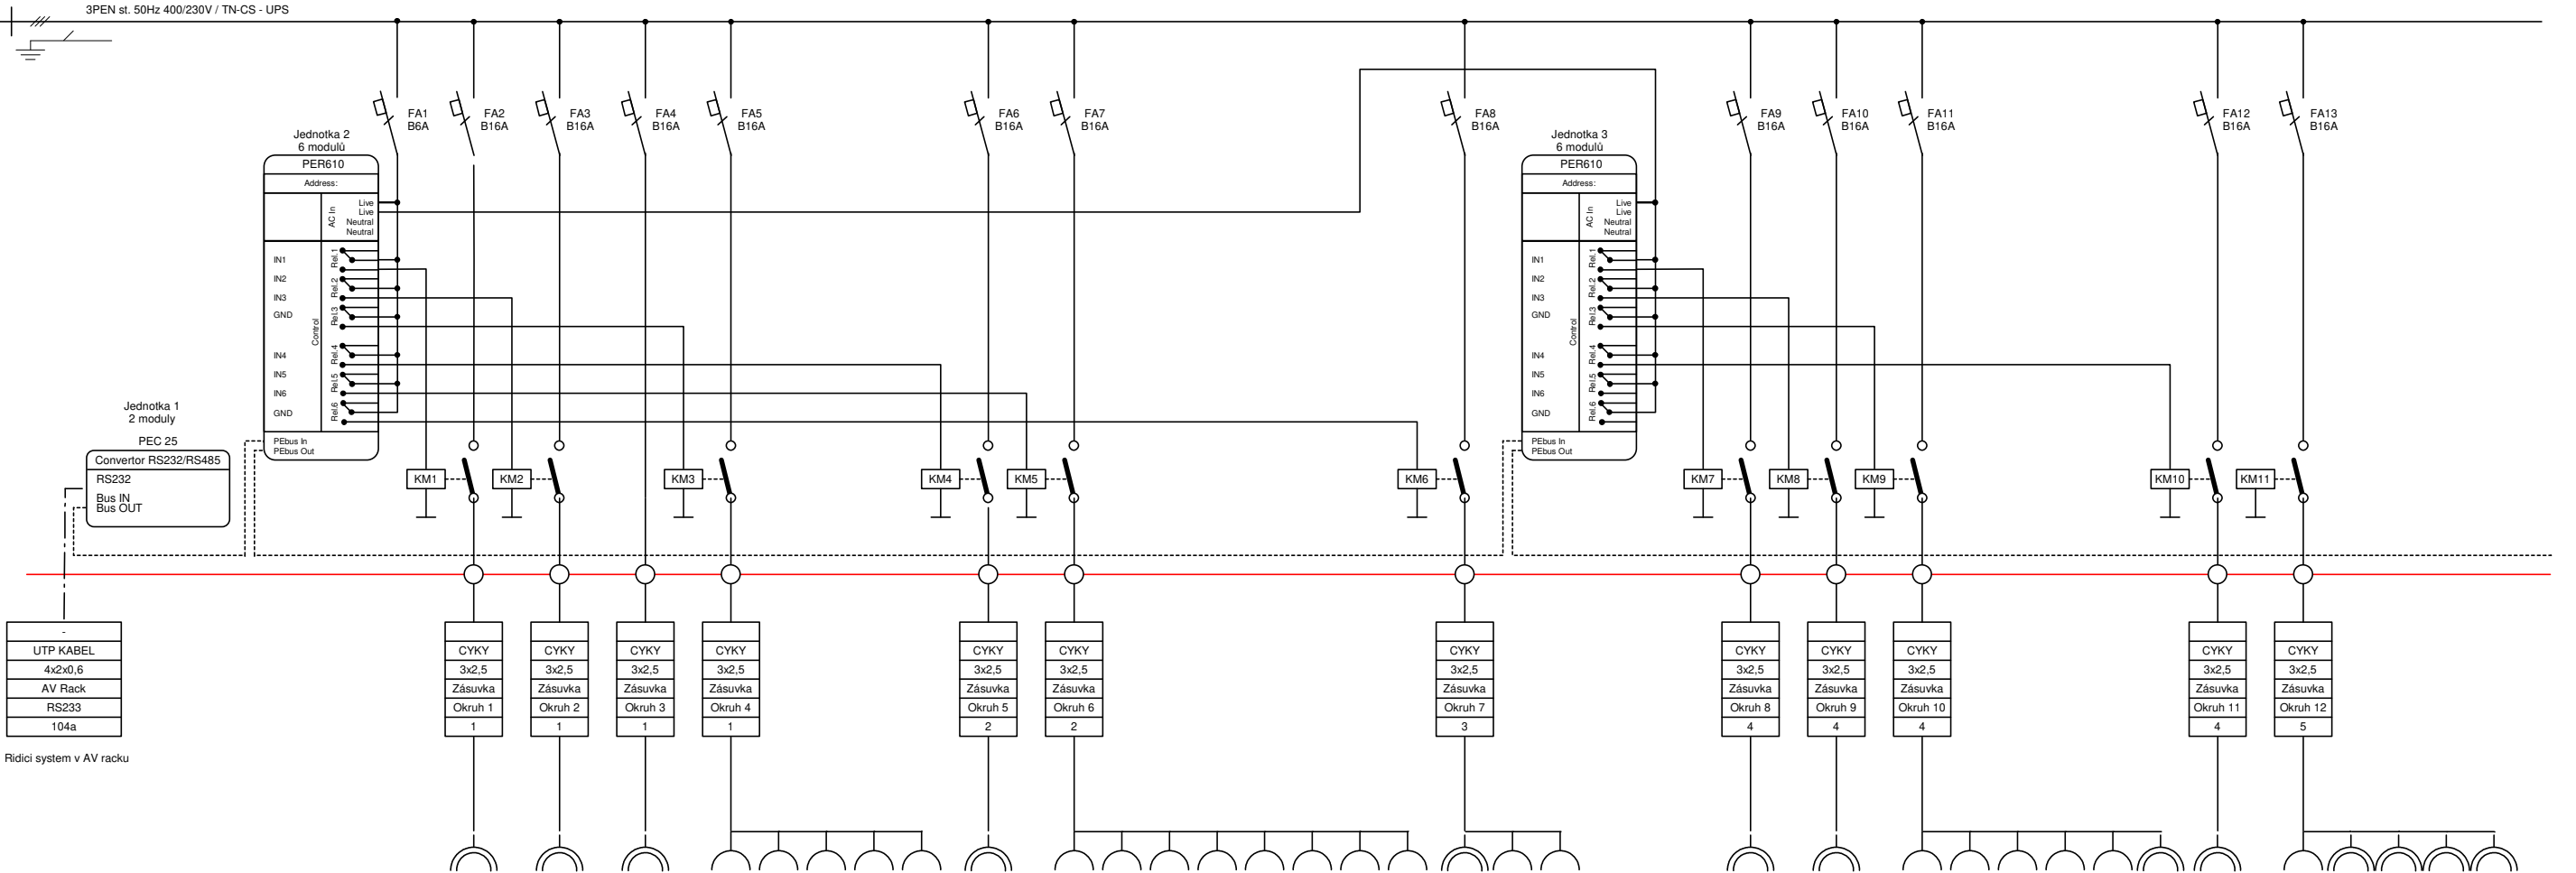 3PEN st. 50Hz 400/230V / TN-CS - UPS
FA1
B6A
FA2
B16A
FA3
B16A
FA4
B16A
FA5
B16A
FA6
B16A
FA7
B16A
FA8
B16A
FA9
B16A
FA10
B16A
FA11
B16A
FA12
B16A
FA13
B16A
Jednotka 2
6 modulů
PER610
Address:
AC In
Live
Live
Neutral
Neutral
IN1
IN2
IN3
GND
IN4
IN5
IN6
GND
Control
Rel.1
Rel.2
Rel.3
Rel.4
Rel.5
Rel.6
PEbus In
PEbus Out
Jednotka 3
6 modulů
PER610
Address:
AC In
Live
Live
Neutral
Neutral
IN1
IN2
IN3
GND
IN4
IN5
IN6
GND
Control
Rel.1
Rel.2
Rel.3
Rel.4
Rel.5
Rel.6
PEbus In
PEbus Out
Jednotka 1
2 moduly
PEC 25
Convertor RS232/RS485
RS232
Bus IN
Bus OUT
KM1
KM2
KM3
KM4
KM5
KM6
KM7
KM8
KM9
KM10
KM11
-
UTP KABEL
4x2x0,6
AV Rack
RS233
104a
Ridici system v AV racku
CYKY
3x2,5
Zásuvka
Okruh 1
1
CYKY
3x2,5
Zásuvka
Okruh 2
1
CYKY
3x2,5
Zásuvka
Okruh 3
1
CYKY
3x2,5
Zásuvka
Okruh 4
1
CYKY
3x2,5
Zásuvka
Okruh 5
2
CYKY
3x2,5
Zásuvka
Okruh 6
2
CYKY
3x2,5
Zásuvka
Okruh 7
3
CYKY
3x2,5
Zásuvka
Okruh 8
4
CYKY
3x2,5
Zásuvka
Okruh 9
4
CYKY
3x2,5
Zásuvka
Okruh 10
4
CYKY
3x2,5
Zásuvka
Okruh 11
4
CYKY
3x2,5
Zásuvka
Okruh 12
5